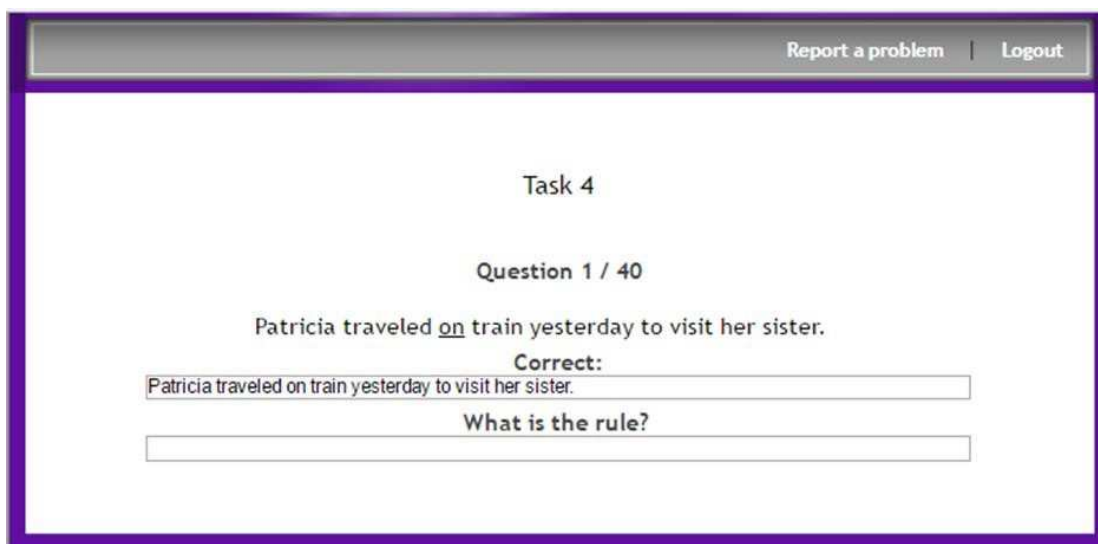 Report a problem | Logout
Task 4
Question 1 / 40
Patricia traveled on train yesterday to visit her sister.
Correct:
Patricia traveled on train yesterday to visit her sister.
What is the rule?